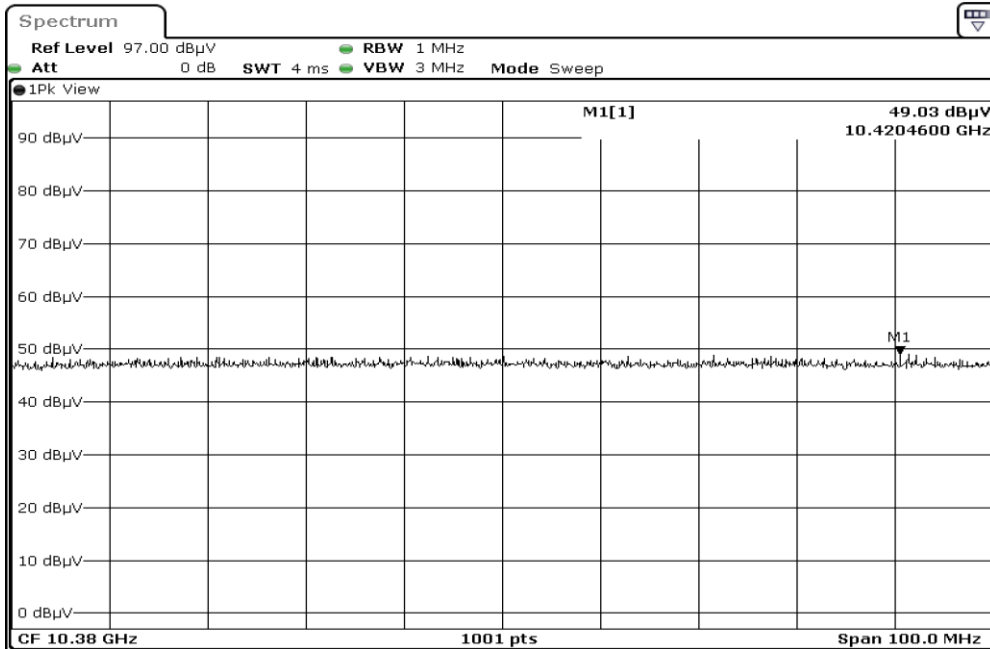 Spectrum
Ref Level 97.00 dBµV RBW 1 MHz
Att 0 dB SWT 4 ms VBW 3 MHz Mode Sweep
1Pk View
M1[1] 49.03 dBµV
10.4204600 GHz
90 dBµV
80 dBµV
70 dBµV
60 dBµV
M1
50 dBµV
40 dBµV
30 dBµV
20 dBµV
10 dBµV
0 dBµV
CF 10.38 GHz 1001 pts Span 100.0 MHz